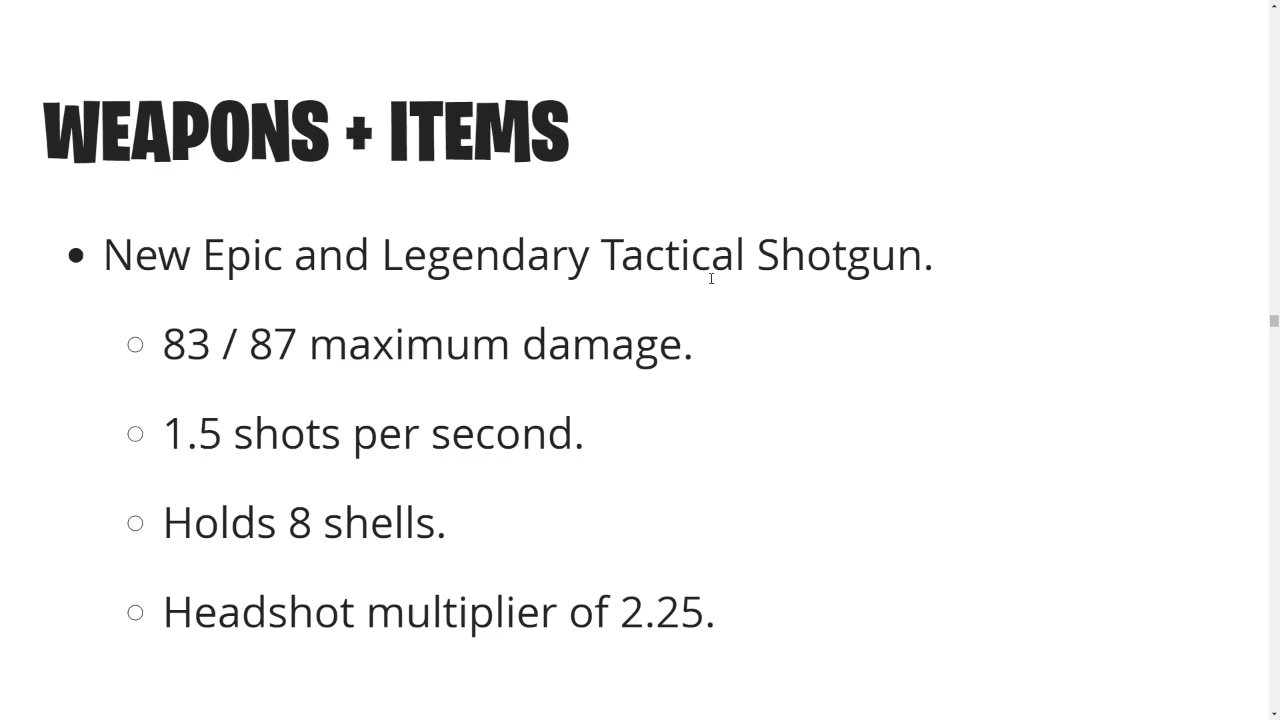 WEAPONS + ITEMS
New Epic and Legendary Tactical Shotgun.
83 / 87 maximum damage.
1.5 shots per second.
Holds 8 shells.
Headshot multiplier of 2.25.